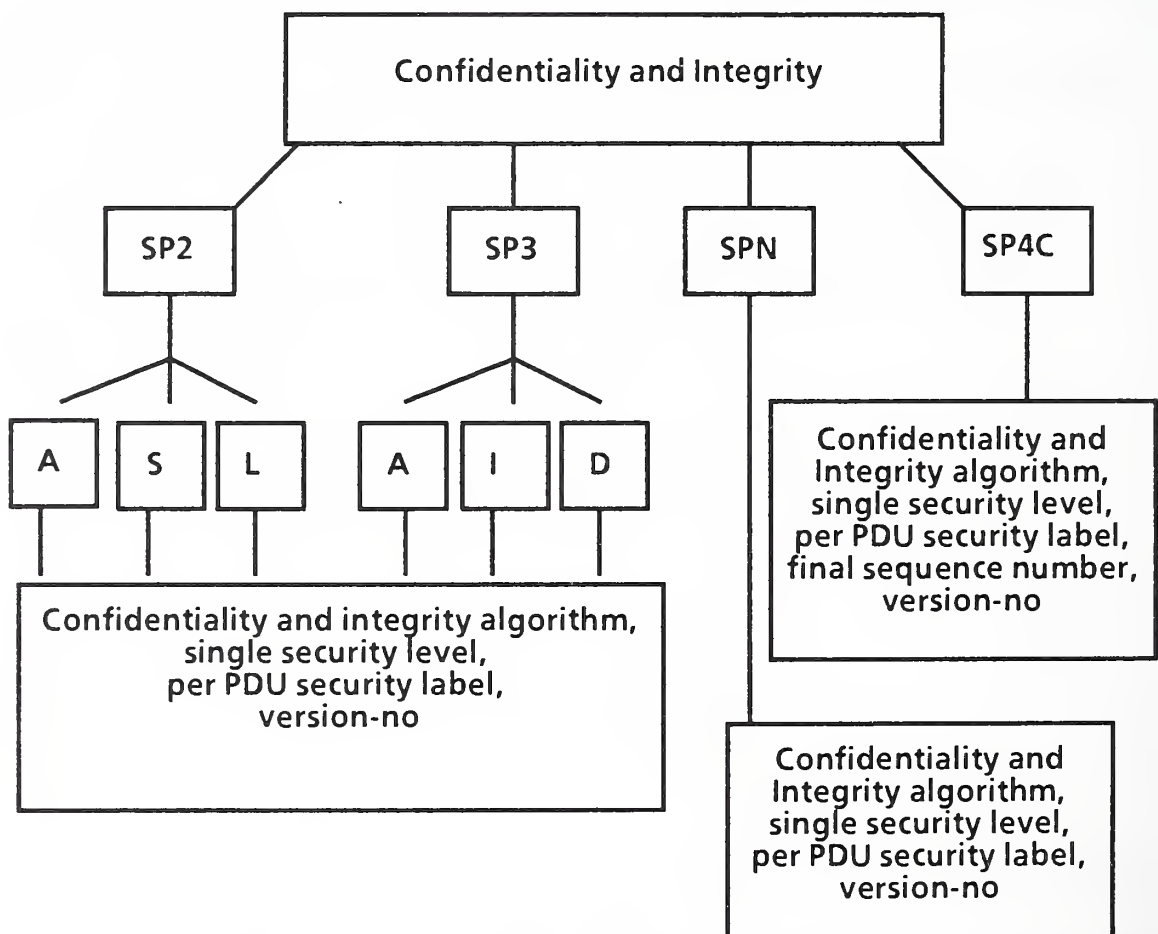 Confidentiality and Integrity
SP2
SP3
SPN
SP4C
A
S
L
A
I
D
Confidentiality and
Integrity algorithm,
single security level,
per PDU security label,
final sequence number,
version-no
Confidentiality and integrity algorithm,
single security level,
per PDU security label,
version-no
Confidentiality and
Integrity algorithm,
single security level,
per PDU security label,
version-no